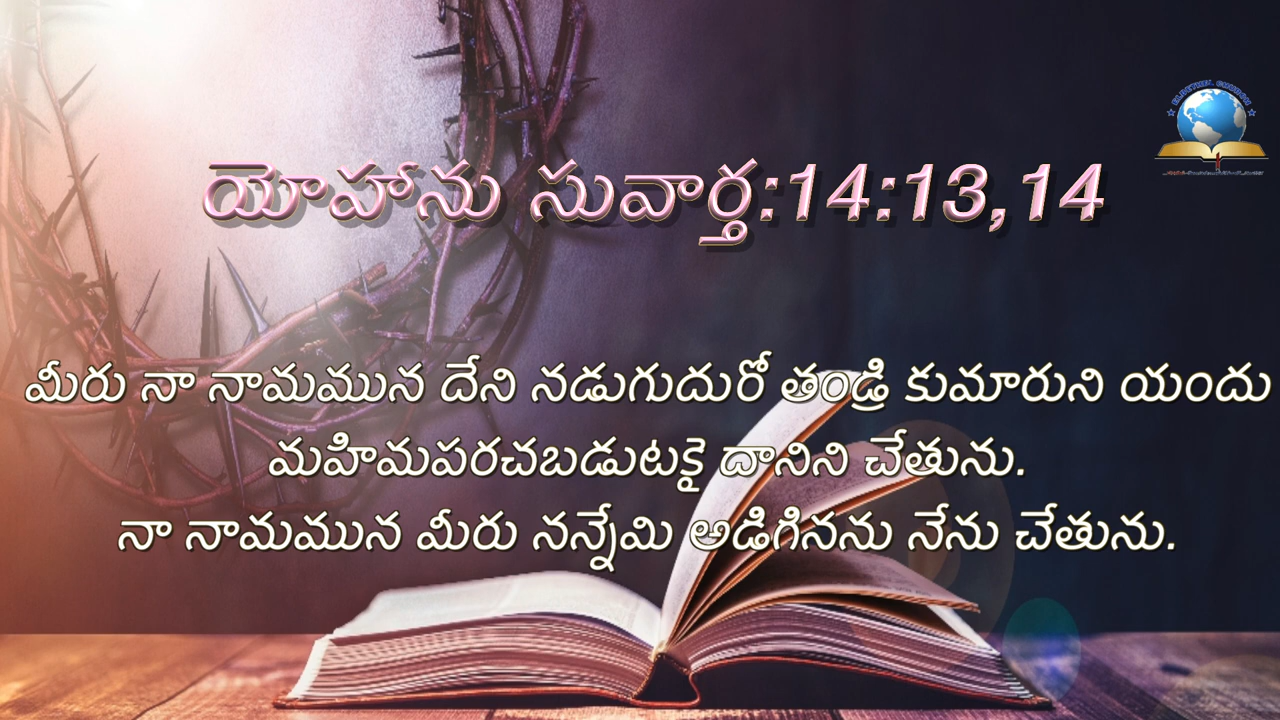 యోహాను సువార్త:14:13,14
మీరు నా నామమున దేని నడుగుదురో తండ్రి కుమారుని యందు
మహిమపరచబడుటకై దానిని చేతును.
నా నామమున మీరు నన్నేమి అడిగినను నేను చేతును.